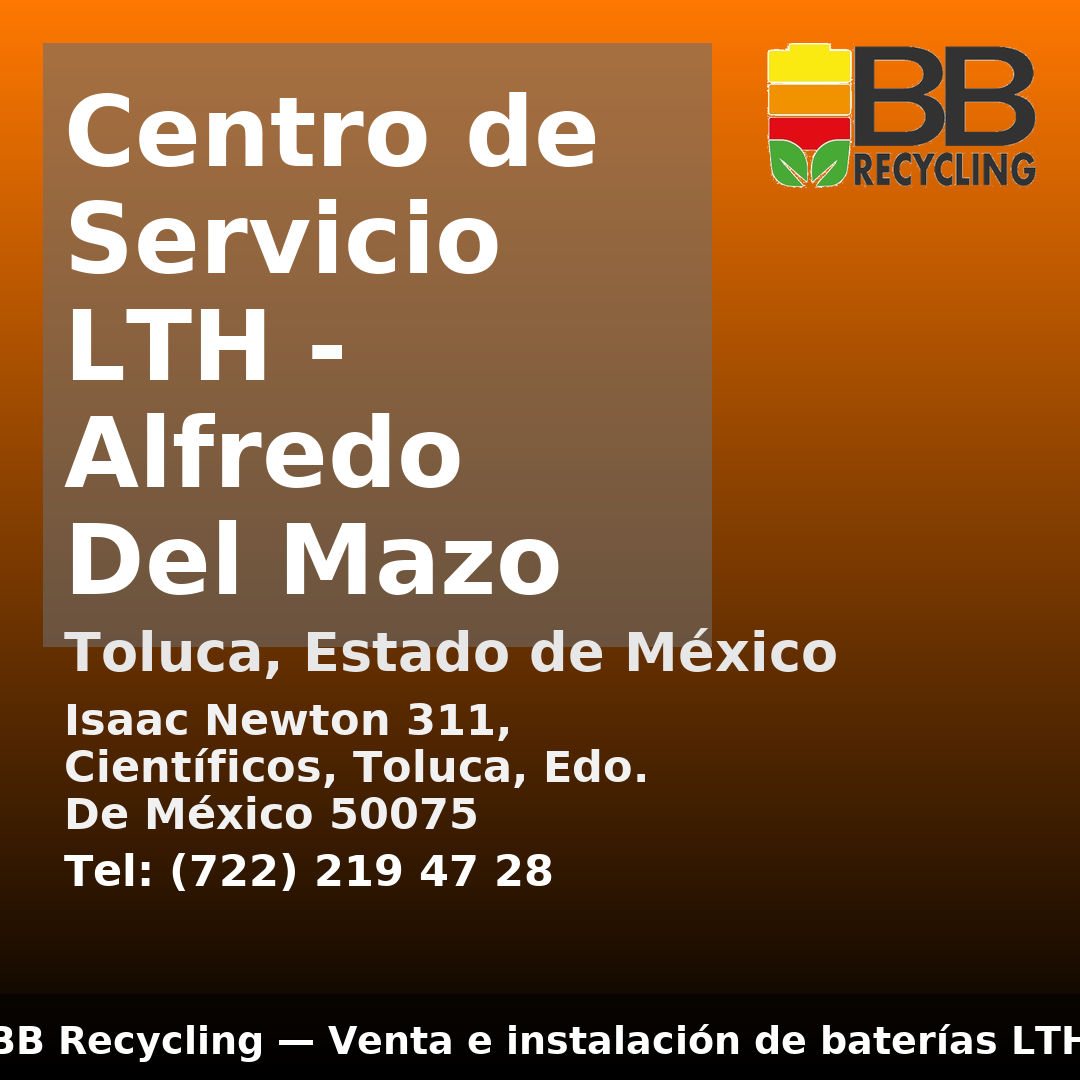 BB
RECYCLING
Centro de
Servicio
LTH -
Alfredo
Del Mazo
Toluca, Estado de México
Isaac Newton 311,
Científicos, Toluca, Edo.
De México 50075
Tel: (722) 219 47 28
BB Recycling — Venta e instalación de baterías LTH